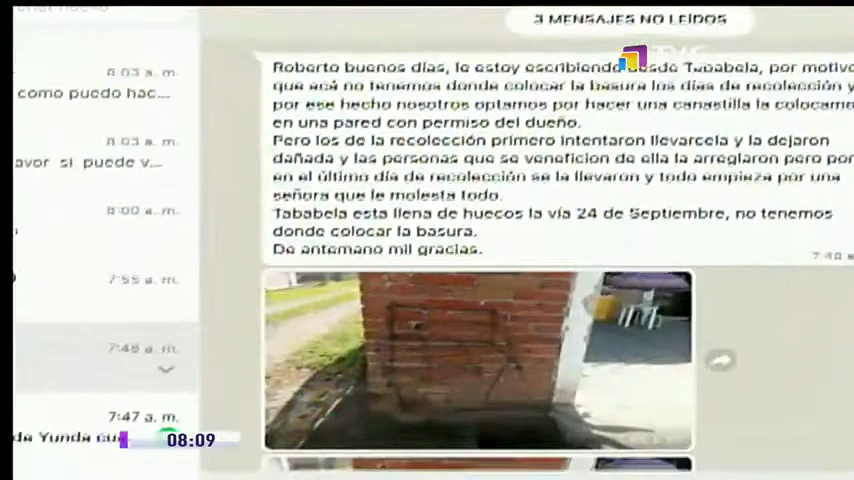 8:03 a. m.
como puedo hac...
8:03 a. m.
avor si puede v...
8:00 a. m.
7:55 a. m.
7:48 a. m.
7:47 a. m.
de Yunda cue
08:09
3 MENSAJES NO LEÍDOS
Roberto buenos días, le estoy escribiendo desde Tababela, por motivo
que acá no tenemos donde colocar la basura los días de recolección y
por ese hecho nosotros optamos por hacer una canastilla la colocamo
en una pared con permiso del dueño.
Pero los de la recolección primero intentaron llevarcela y la dejaron
dañada y las personas que se veneficion de ella la arreglaron pero por
en el último día de recolección se la llevaron y todo empieza por una
señora que le molesta todo.
Tababela esta llena de huecos la vía 24 de Septiembre, no tenemos
donde colocar la basura.
De antemano mil gracias.
7:48 a